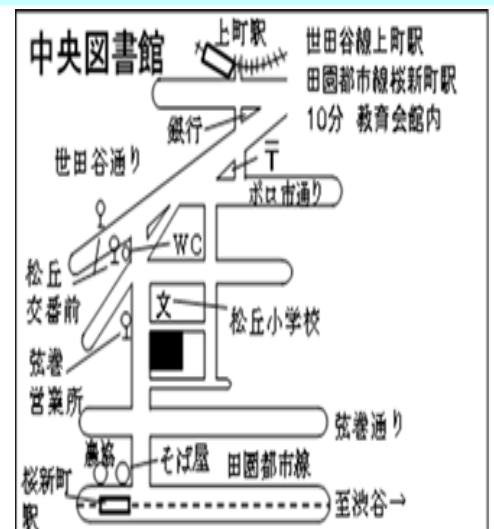 中央図書館
上町駅
世田谷線上町駅
田園都市線桜新町駅
10分 教育会館内
銀行
〒
世田谷通り
ボロ市通り
WC
松丘
交番前
文
松丘小学校
弦巻
営業所
弦巻通り
農協
そば屋
田園都市線
桜新町
駅
至渋谷→